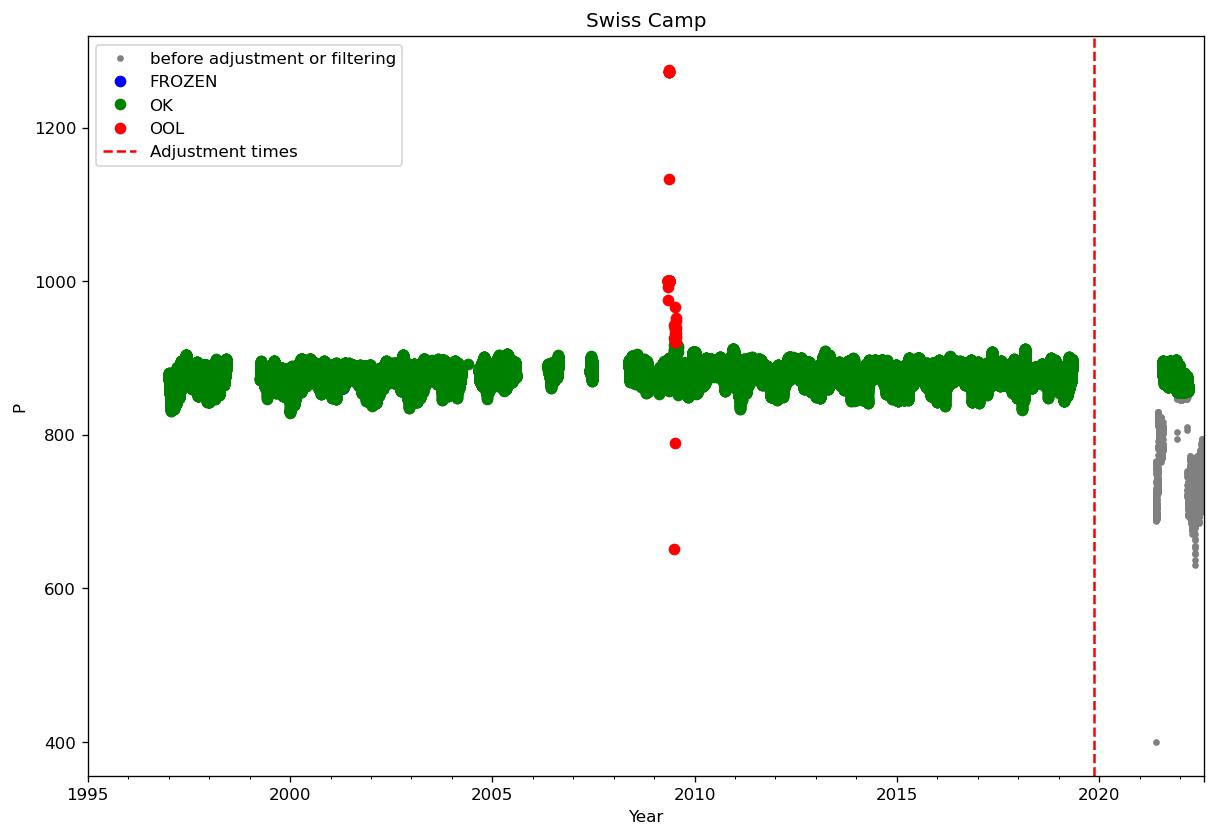 Swiss Camp
before adjustment or filtering
FROZEN
OK
OOL
Adjustment times
1200
1000
800
600
400
P
1995
2000
2005
2010
2015
2020
Year